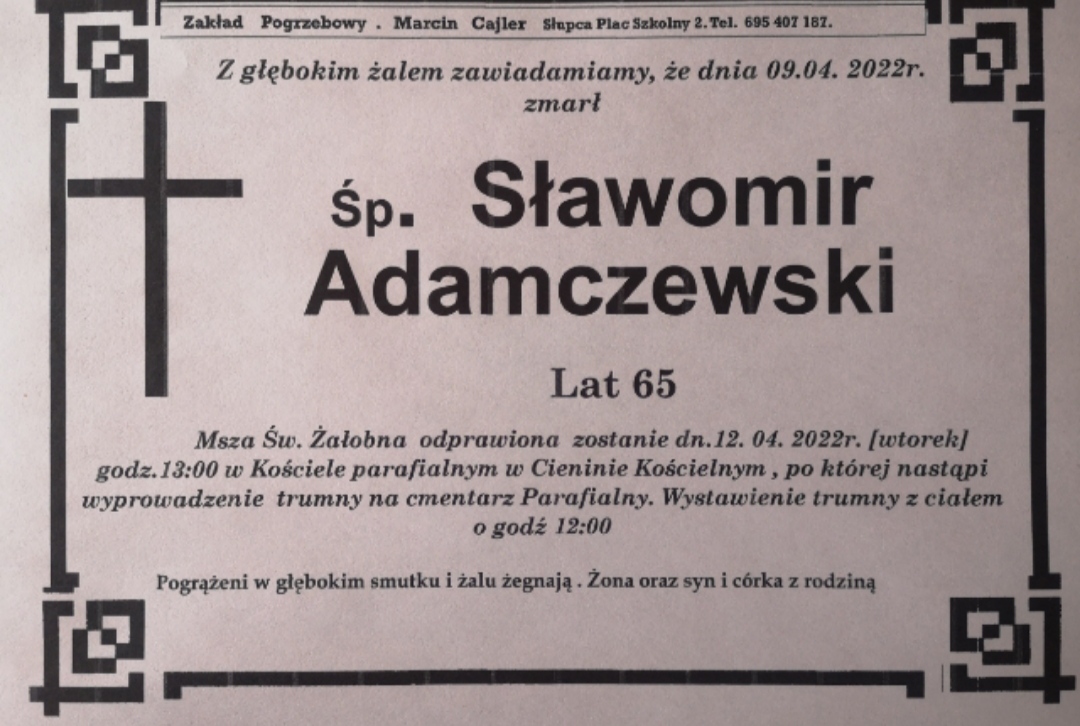 Zakład Pogrzebowy . Marcin Cajler Słupca Plac Szkolny 2. Tel. 695 407 187.
Z głębokim żalem zawiadamiamy, że dnia 09.04. 2022r.
zmarł
Śp. Sławomir
Adamczewski
Lat 65
Msza Św. Żałobna odprawiona zostanie dn.12. 04. 2022r. [wtorek]
godz.13:00 w Kościele parafialnym w Cieninie Kościelnym , po której nastąpi
wyprowadzenie trumny na cmentarz Parafialny. Wystawienie trumny z ciałem
o godź 12:00
Pogrążeni w głębokim smutku i żalu żegnają . Żona oraz syn i córka z rodziną